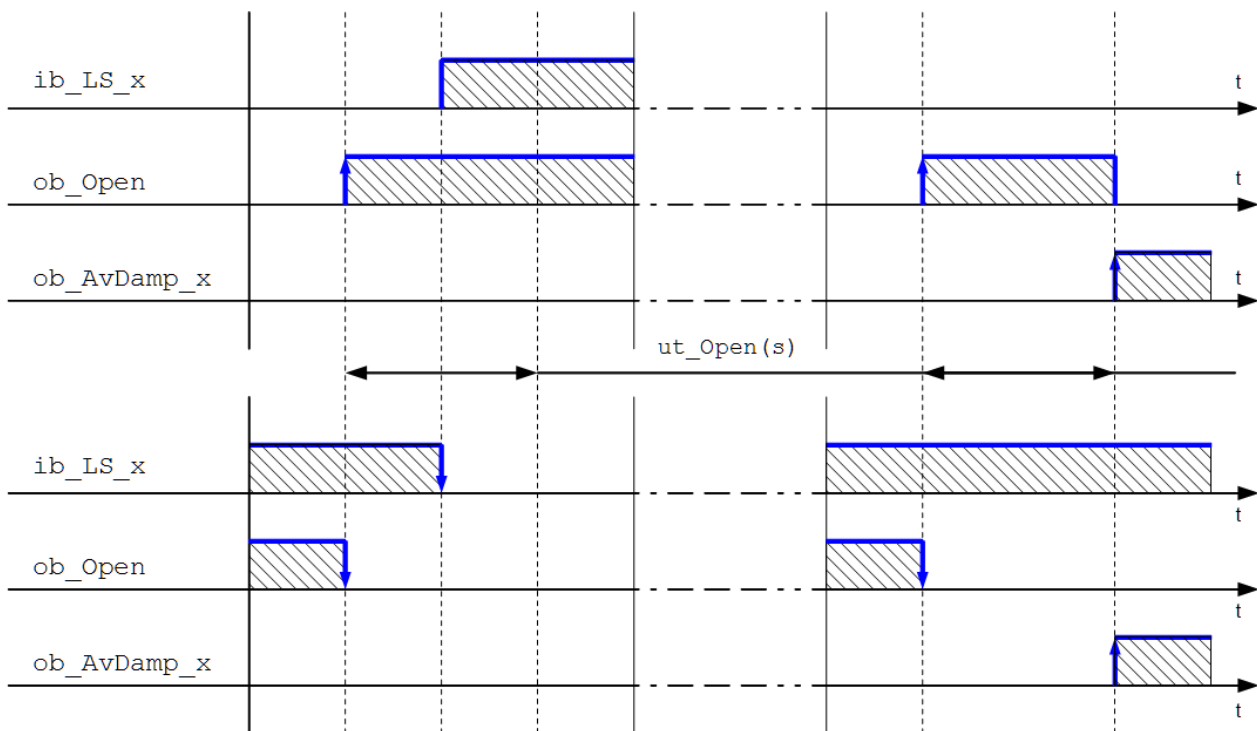 ib_LS_x
t
ob_Open
t
ob_AvDamp_x
t
ut_Open(s)
ib_LS_x
t
ob_Open
t
ob_AvDamp_x
t